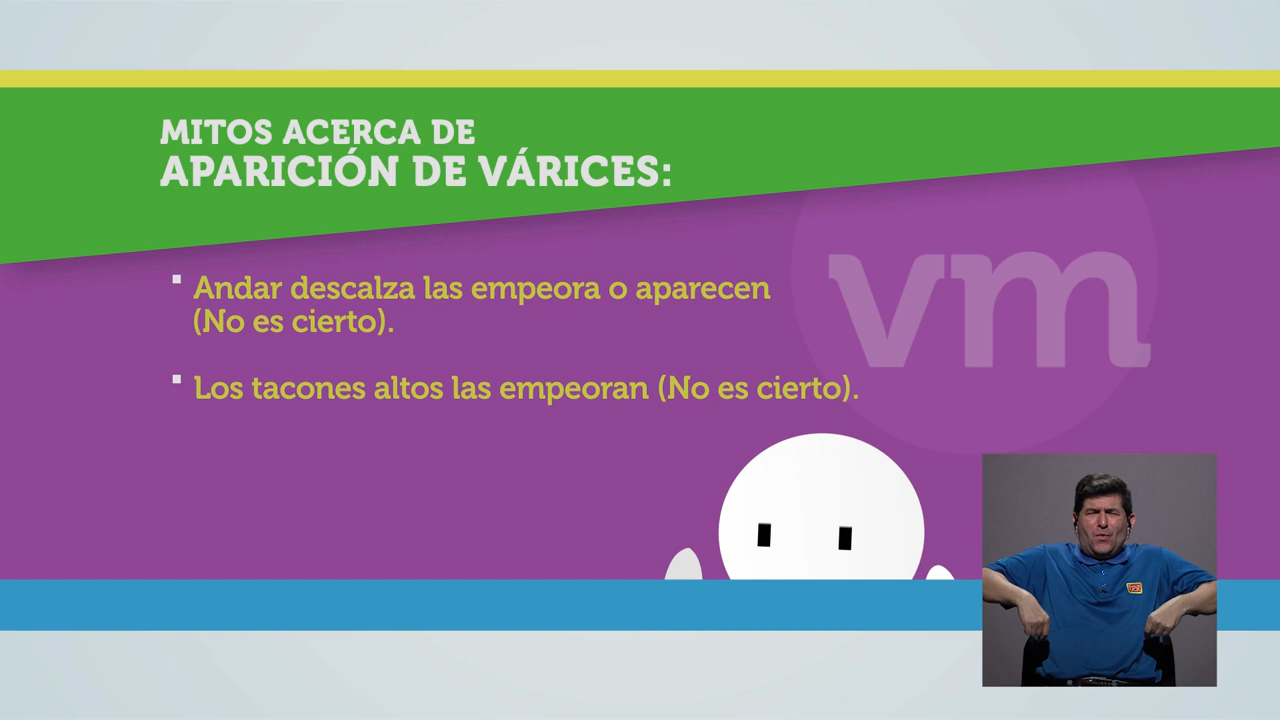 MITOS ACERCA DE
APARICIÓN DE VÁRICES:
Andar descalza las empeora o aparecen
(No es cierto).
Los tacones altos las empeoran (No es cierto).
vm